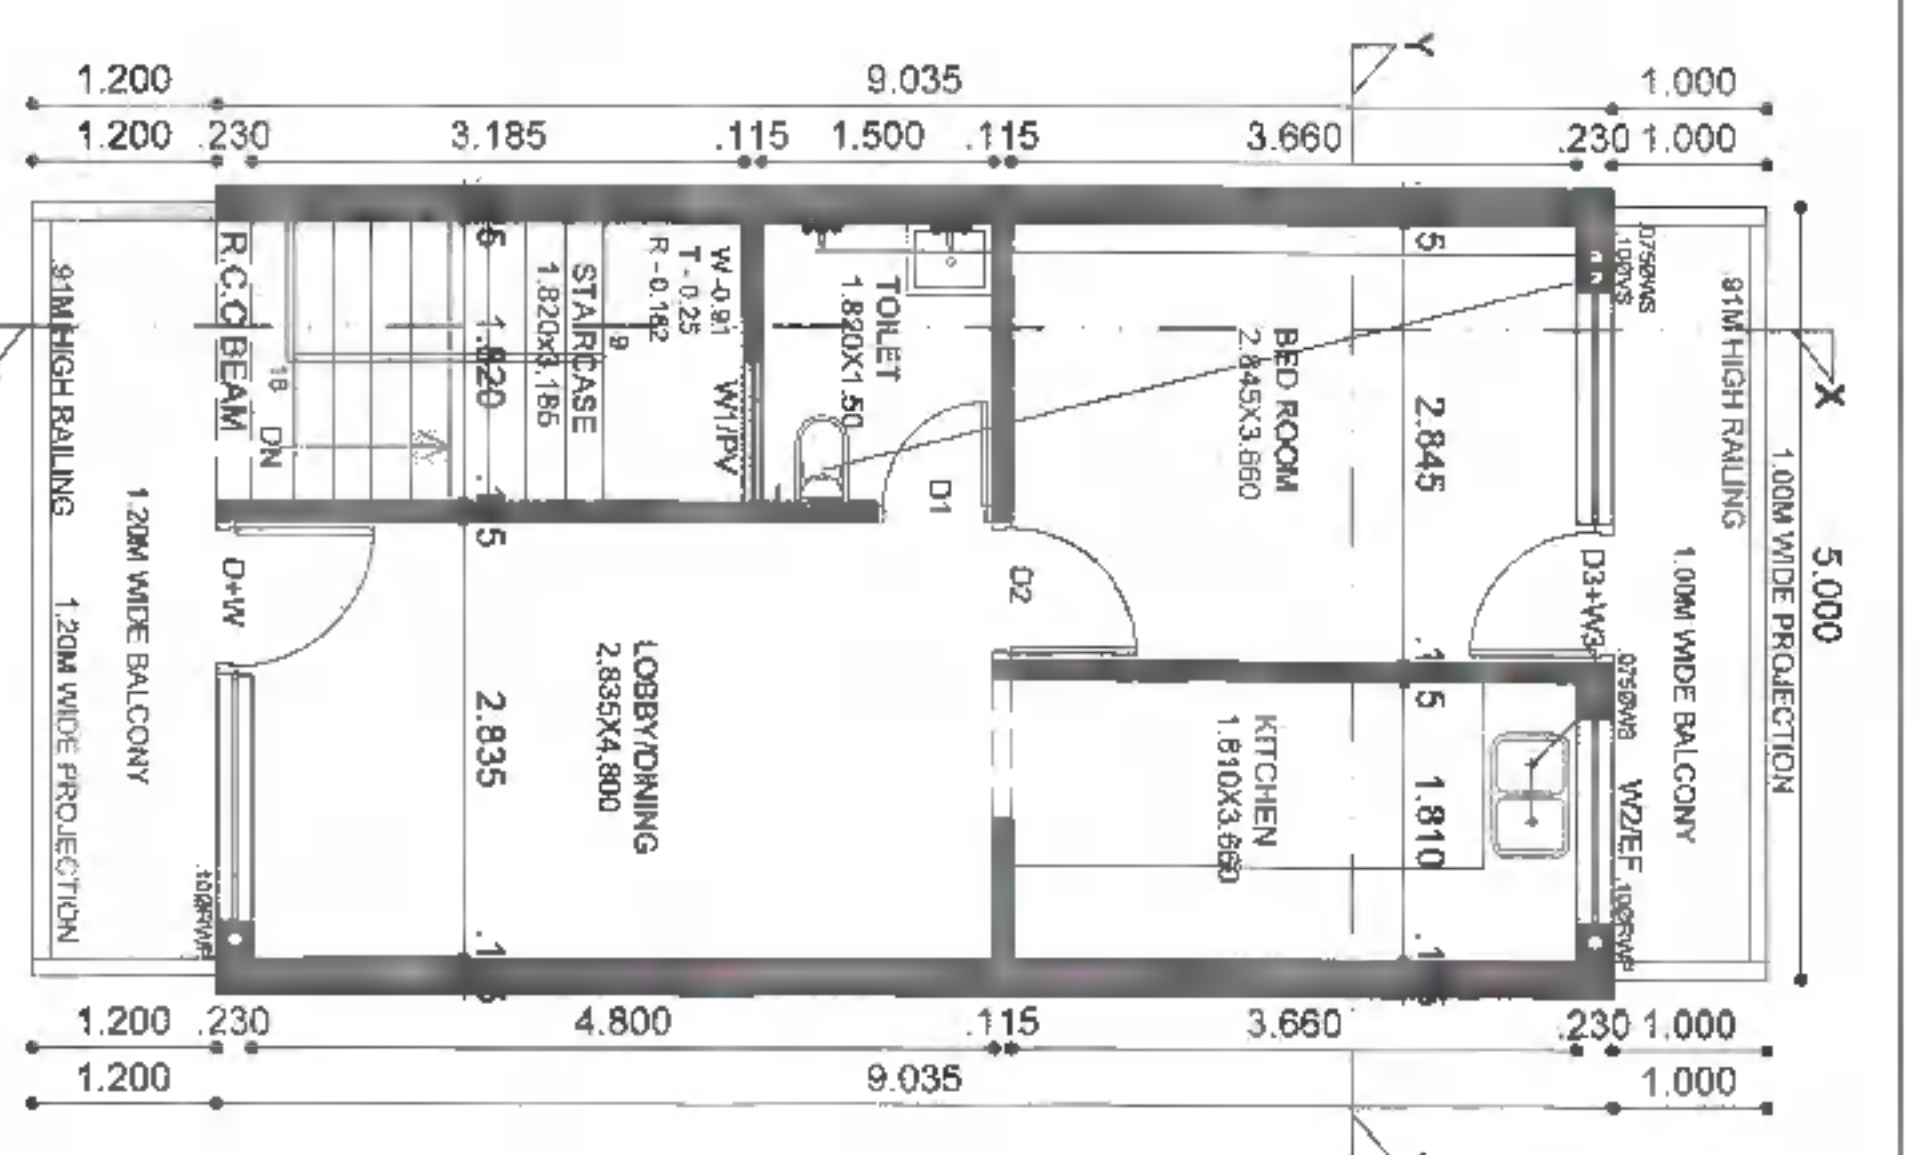 Y
1.200 9.035 1.000
1.200 .230 3.185 .115 1.500 .115 3.660 .230 1.000
.91M HIGH RAILING
1.20M WIDE PROJECTION
1.20M WIDE BALCONY
R.C.C BEAM
18
DN
9
STAIRCASE
1.820x3.185
W-0.91
T-0.25
R-0.182
W1/PV
TOILET
1.820X1.50
D1
BED ROOM
2.845X3.660
.91M HIGH RAILING
1.00M WIDE PROJECTION
1.00M WIDE BALCONY
X
5.000
1.820
2.845
D+W
D2
D3+W3
LOBBY/DINING
2.835X4.800
2.835
KITCHEN
1.810X3.660
1.810
W2/EF
1.200 .230 4.800 .115 3.660 .230 1.000
1.200 9.035 1.000